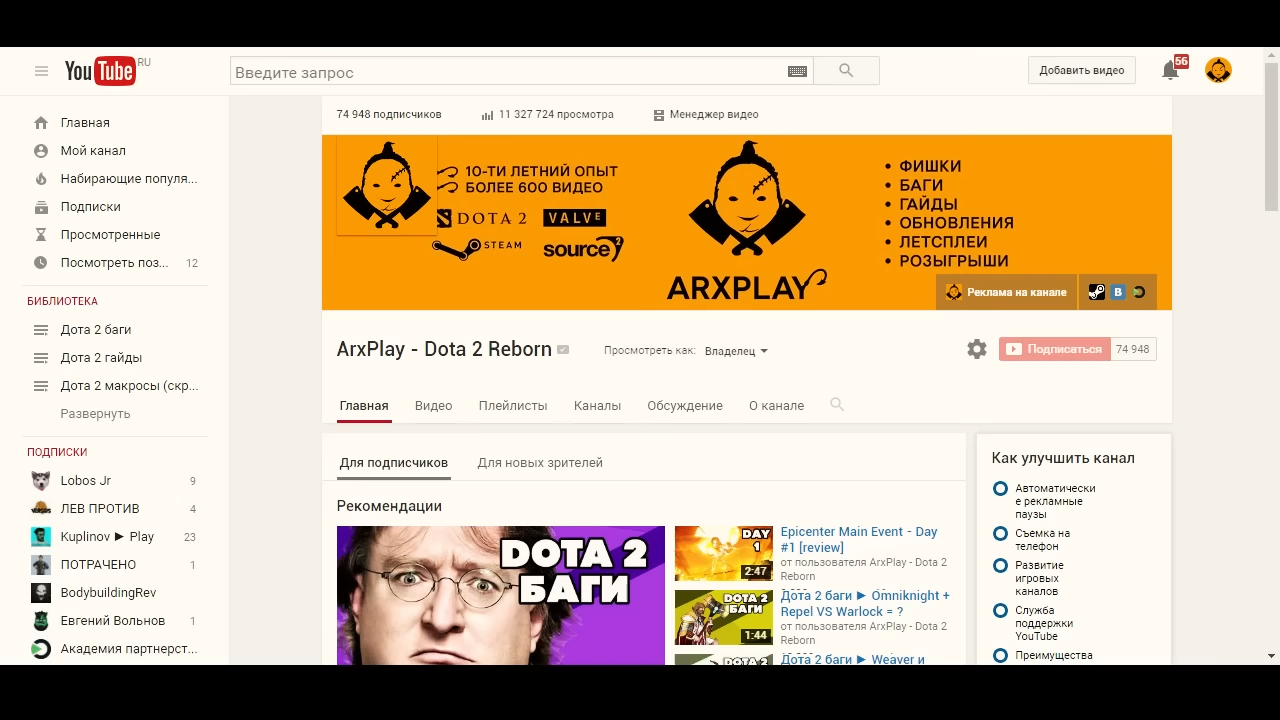 YouTube RU
Введите запрос
Добавить видео
56
Главная
Мой канал
Набирающие популя...
Подписки
Просмотренные
Посмотреть поз... 12
БИБЛИОТЕКА
Дота 2 баги
Дота 2 гайды
Дота 2 макросы (скр...
Развернуть
ПОДПИСКИ
Lobos Jr 9
ЛЕВ ПРОТИВ 4
Kuplinov ► Play 23
ПОТРАЧЕНО 1
BodybuildingRev
Евгений Вольнов 1
Академия партнерст...
74 948 подписчиков
11 327 724 просмотра
Менеджер видео
10-ТИ ЛЕТНИЙ ОПЫТ
БОЛЕЕ 600 ВИДЕО
DOTA 2
VALVE
STEAM
source 2
ARXPLAY
• ФИШКИ
• БАГИ
• ГАЙДЫ
• ОБНОВЛЕНИЯ
• ЛЕТСПЛЕИ
• РОЗЫГРЫШИ
Реклама на канале
ArxPlay - Dota 2 Reborn
Просмотреть как: Владелец
Подписаться 74 948
Главная Видео Плейлисты Каналы Обсуждение О канале
Для подписчиков Для новых зрителей
Рекомендации
DOTA 2
БАГИ
DAY
1
2:47
Epicenter Main Event - Day
#1 [review]
от пользователя ArxPlay - Dota 2
Reborn
DOTA 2
БАГИ
1:44
Дота 2 баги ► Omniknight +
Repel VS Warlock = ?
от пользователя ArxPlay - Dota 2
Reborn
DOTA 2
Дота 2 баги ► Weaver и
Как улучшить канал
Автоматически
е рекламные
паузы
Съемка на
телефон
Развитие
игровых
каналов
Служба
поддержки
YouTube
Преимущества